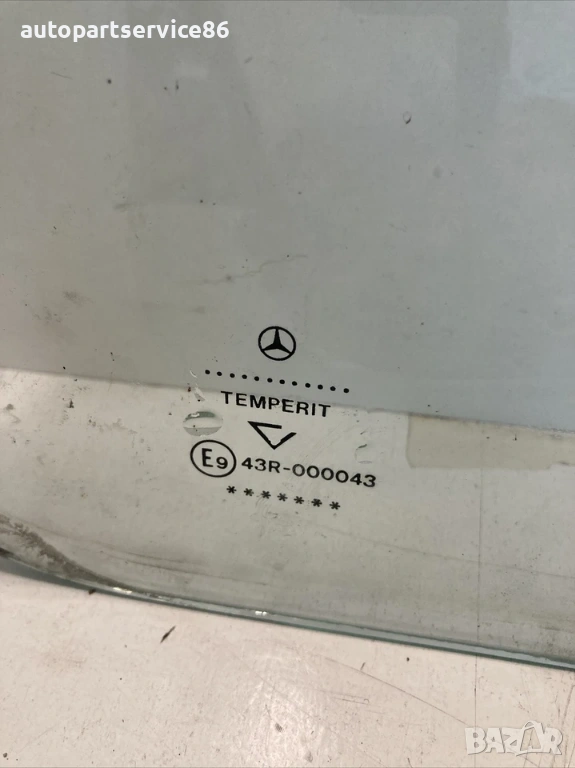 autopartservice86
............
TEMPERIT
E9 43R-000043
*******
BAZAR